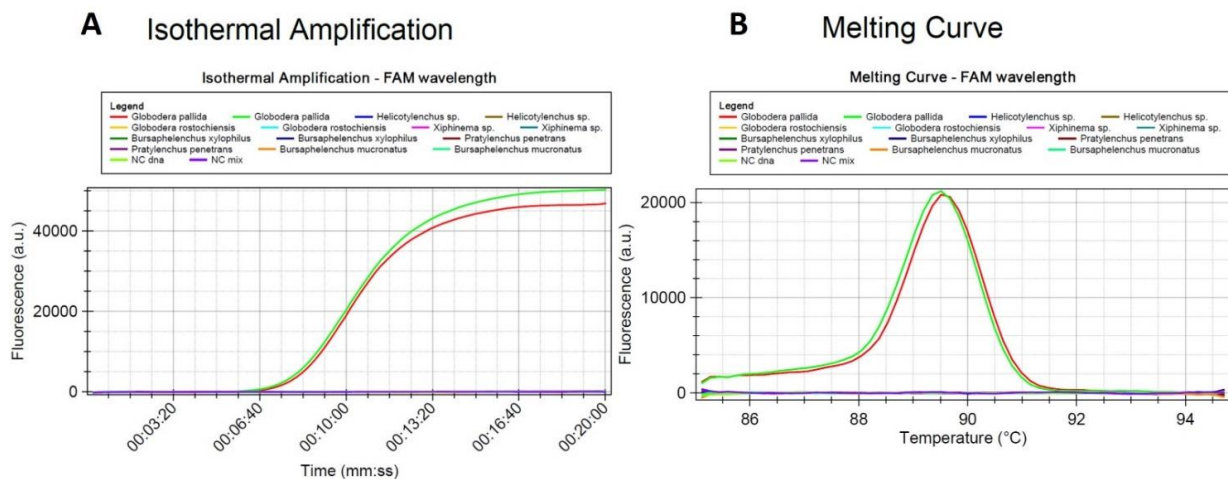 A Isothermal Amplification
Isothermal Amplification - FAM wavelength
Legend
Globodera pallida Globodera pallida Helicotylenchus sp. Helicotylenchus sp.
Globodera rostochiensis Globodera rostochiensis Xiphinema sp. Xiphinema sp.
Bursaphelenchus xylophilus Bursaphelenchus xylophilus Pratylenchus penetrans
Pratylenchus penetrans Bursaphelenchus mucronatus Bursaphelenchus mucronatus
NC dna NC mix
Fluorescence (a.u.)
40000
20000
0
00:03:20 00:06:40 00:10:00 00:13:20 00:16:40 00:20:00
Time (mm:ss)
B Melting Curve
Melting Curve - FAM wavelength
Legend
Globodera pallida Globodera pallida Helicotylenchus sp. Helicotylenchus sp.
Globodera rostochiensis Globodera rostochiensis Xiphinema sp. Xiphinema sp.
Bursaphelenchus xylophilus Bursaphelenchus xylophilus Pratylenchus penetrans
Pratylenchus penetrans Bursaphelenchus mucronatus Bursaphelenchus mucronatus
NC dna NC mix
Fluorescence (a.u.)
20000
10000
0
86 88 90 92 94
Temperature (°C)